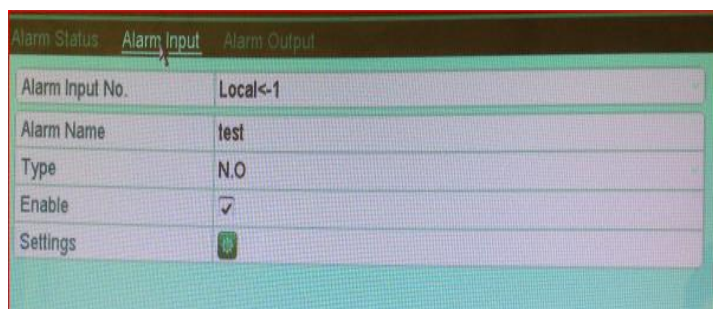 Alarm Status Alarm Input Alarm Output
Alarm Input No. Local<-1
Alarm Name test
Type N.O
Enable
Settings